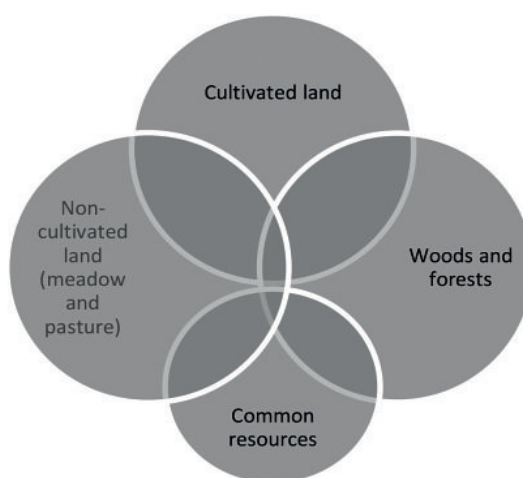 Cultivated land
Non-
cultivated
land
(meadow
and
pasture)
Woods and
forests
Common
resources